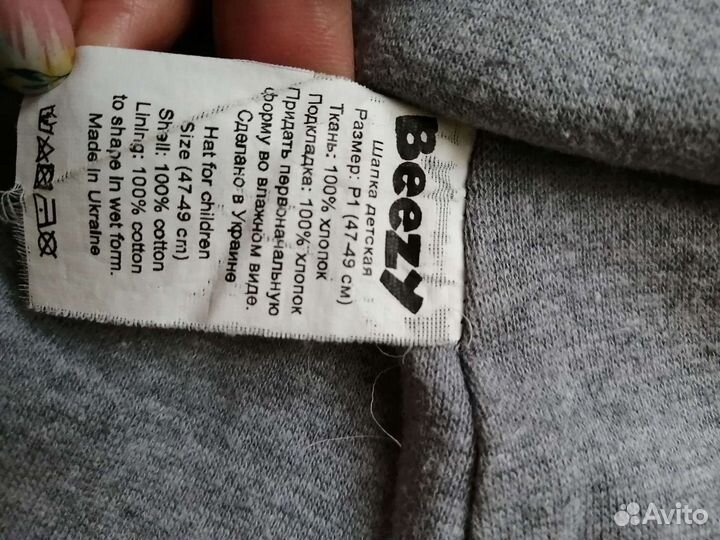 Beezy
Шапка детская
Размер: Р1 (47-49 см)
Ткань: 100% хлопок
Подкладка: 100% хлопок
Придать первоначальную
форму во влажном виде.
Сделано в Украине
Hat for children
Size (47-49 cm)
Shell: 100% cotton
Lining: 100% cotton
to shape in wet form.
Made in Ukraine
Avito